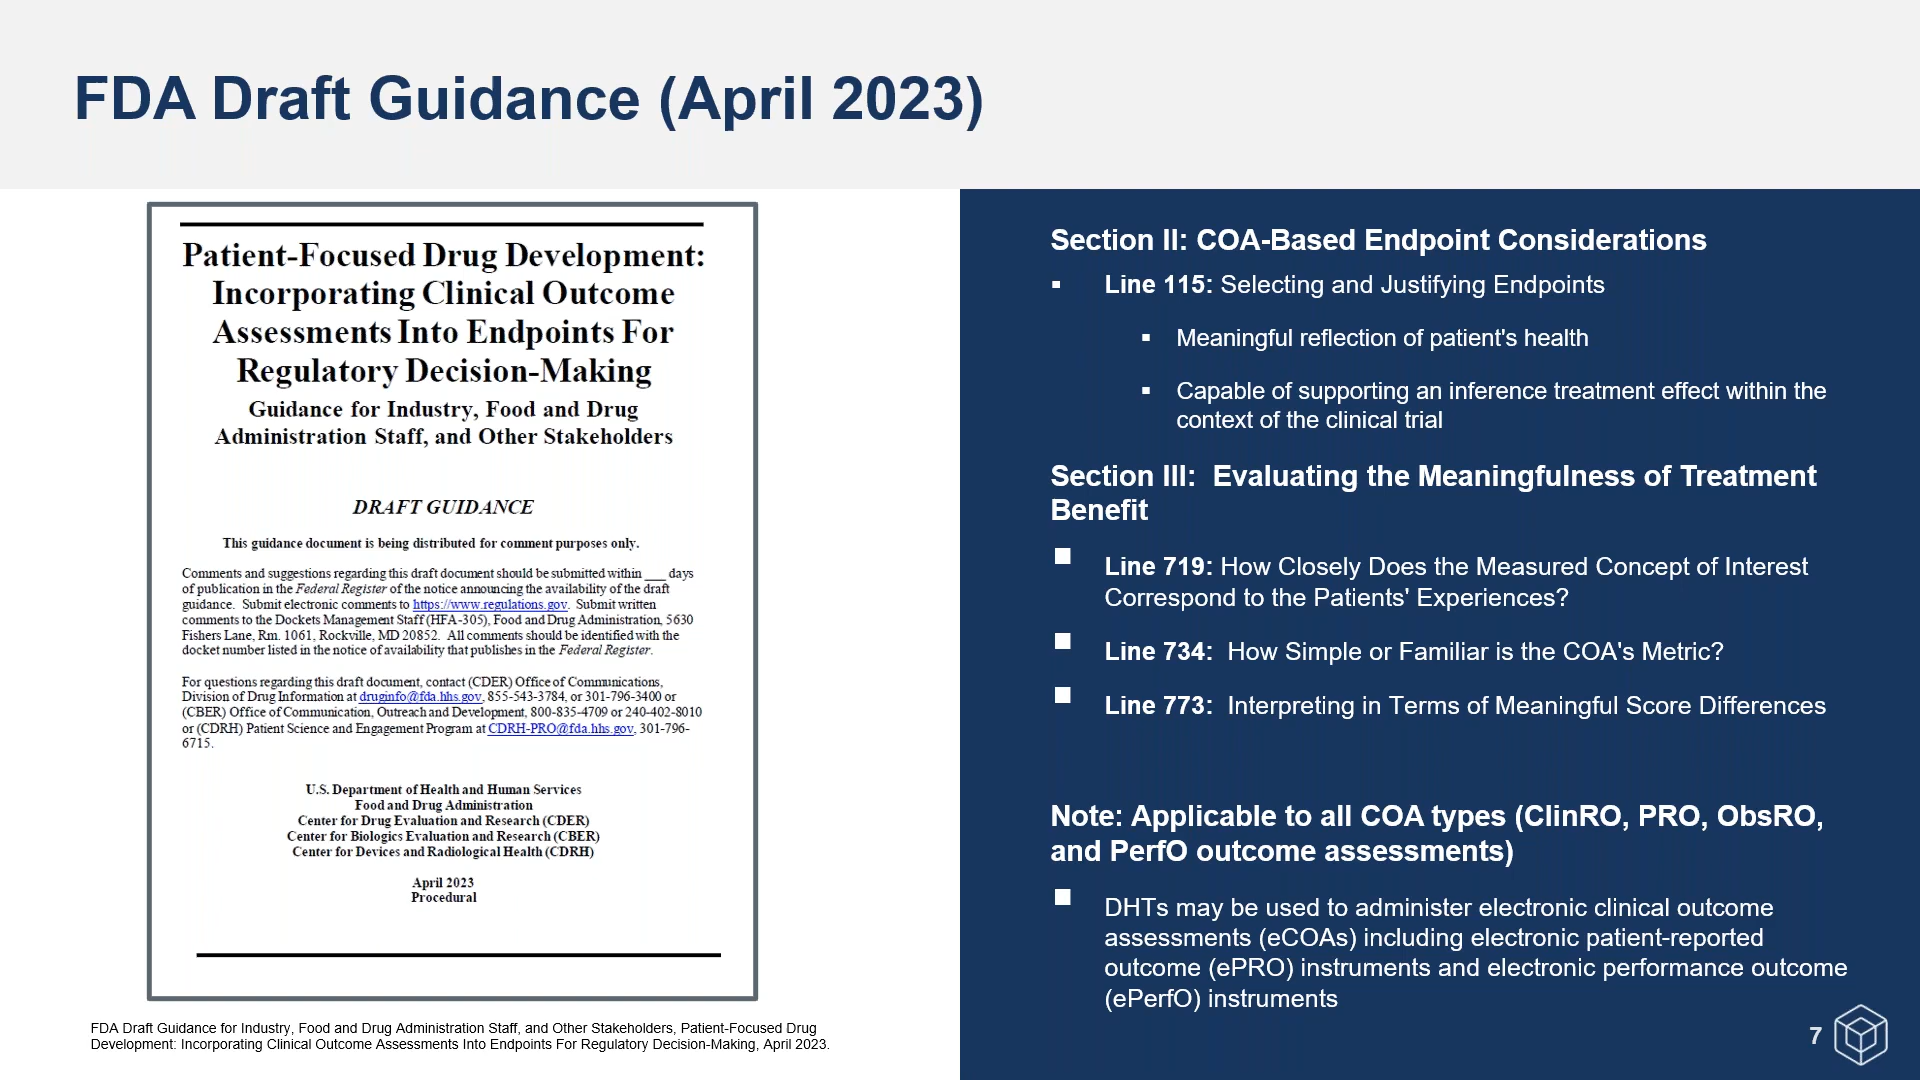 FDA Draft Guidance (April 2023)
Patient-Focused Drug Development:
Incorporating Clinical Outcome
Assessments Into Endpoints For
Regulatory Decision-Making
Guidance for Industry, Food and Drug
Administration Staff, and Other Stakeholders
DRAFT GUIDANCE
This guidance document is being distributed for comment purposes only.
Comments and suggestions regarding this draft document should be submitted within ___ days
of publication in the Federal Register of the notice announcing the availability of the draft
guidance. Submit electronic comments to https://www.regulations.gov. Submit written
comments to the Dockets Management Staff (HFA-305), Food and Drug Administration, 5630
Fishers Lane, Rm. 1061, Rockville, MD 20852. All comments should be identified with the
docket number listed in the notice of availability that publishes in the Federal Register.
For questions regarding this draft document, contact (CDER) Office of Communications,
Division of Drug Information at druginfo@fda.hhs.gov, 855-543-3784, or 301-796-3400 or
(CBER) Office of Communication, Outreach and Development, 800-835-4709 or 240-402-8010
or (CDRH) Patient Science and Engagement Program at CDRH-PRO@fda.hhs.gov, 301-796-
6715.
U.S. Department of Health and Human Services
Food and Drug Administration
Center for Drug Evaluation and Research (CDER)
Center for Biologics Evaluation and Research (CBER)
Center for Devices and Radiological Health (CDRH)
April 2023
Procedural
FDA Draft Guidance for Industry, Food and Drug Administration Staff, and Other Stakeholders, Patient-Focused Drug
Development: Incorporating Clinical Outcome Assessments Into Endpoints For Regulatory Decision-Making, April 2023.
Section II: COA-Based Endpoint Considerations
▪ Line 115: Selecting and Justifying Endpoints
▪ Meaningful reflection of patient's health
▪ Capable of supporting an inference treatment effect within the
context of the clinical trial
Section III: Evaluating the Meaningfulness of Treatment
Benefit
▪ Line 719: How Closely Does the Measured Concept of Interest
Correspond to the Patients' Experiences?
▪ Line 734: How Simple or Familiar is the COA's Metric?
▪ Line 773: Interpreting in Terms of Meaningful Score Differences
Note: Applicable to all COA types (ClinRO, PRO, ObsRO,
and PerfO outcome assessments)
▪ DHTs may be used to administer electronic clinical outcome
assessments (eCOAs) including electronic patient-reported
outcome (ePRO) instruments and electronic performance outcome
(ePerfO) instruments
7